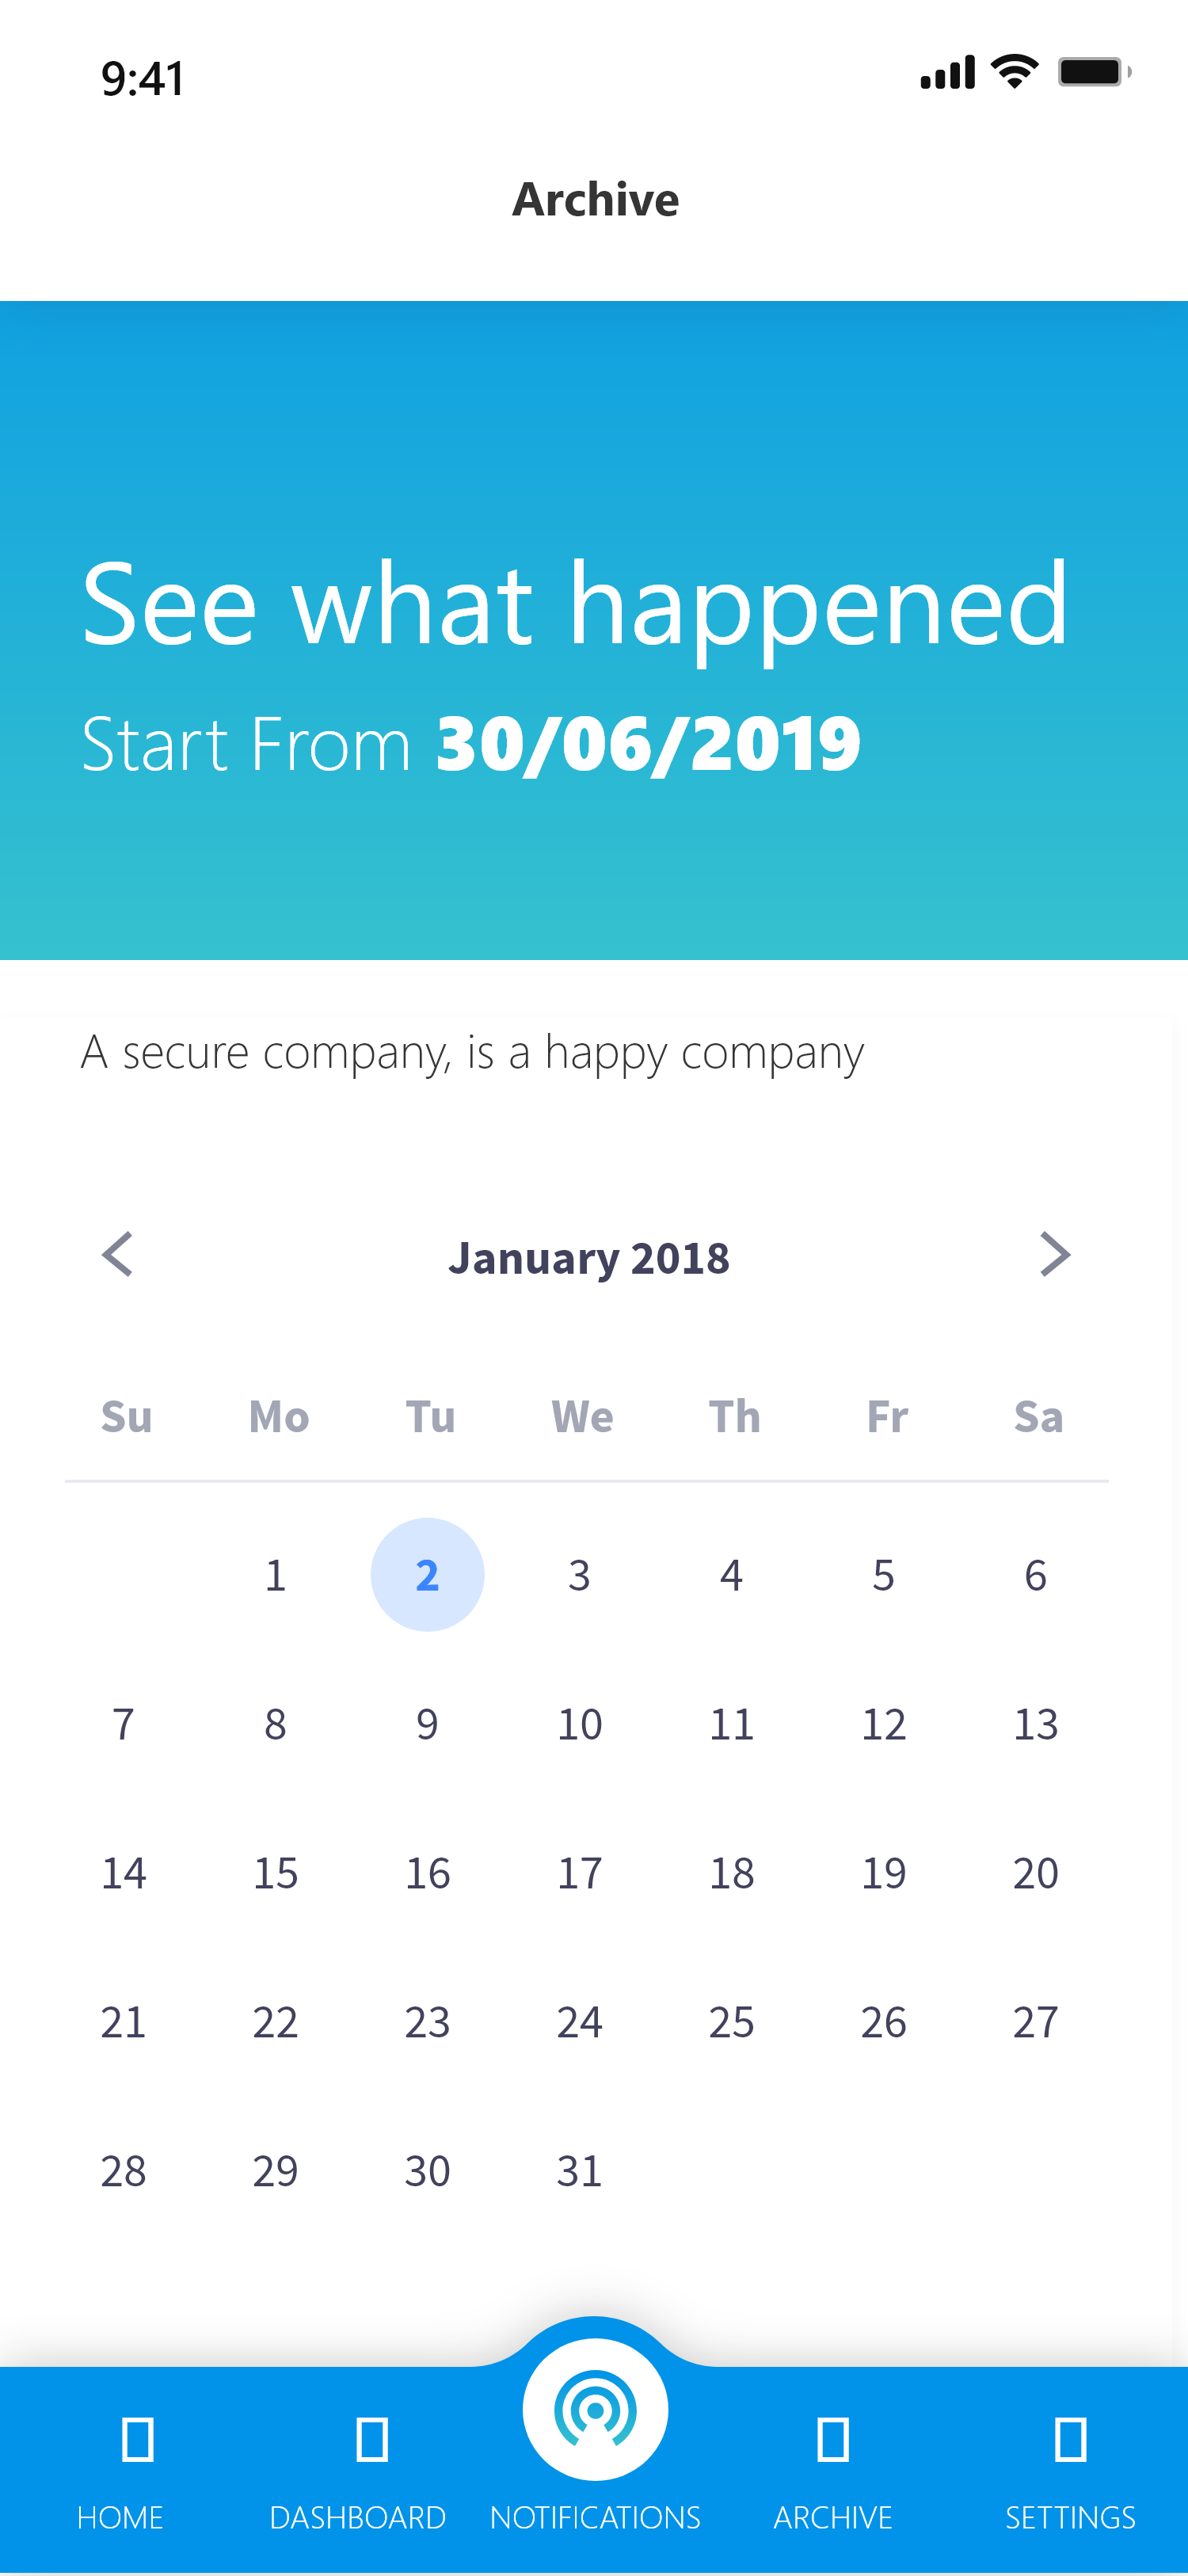 9:41
Archive
See what happened
Start From 30/06/2019
A secure company, is a happy company
January 2018
Su Mo Tu We Th Fr Sa
1 2 3 4 5 6
7 8 9 10 11 12 13
14 15 16 17 18 19 20
21 22 23 24 25 26 27
28 29 30 31
HOME DASHBOARD NOTIFICATIONS ARCHIVE SETTINGS